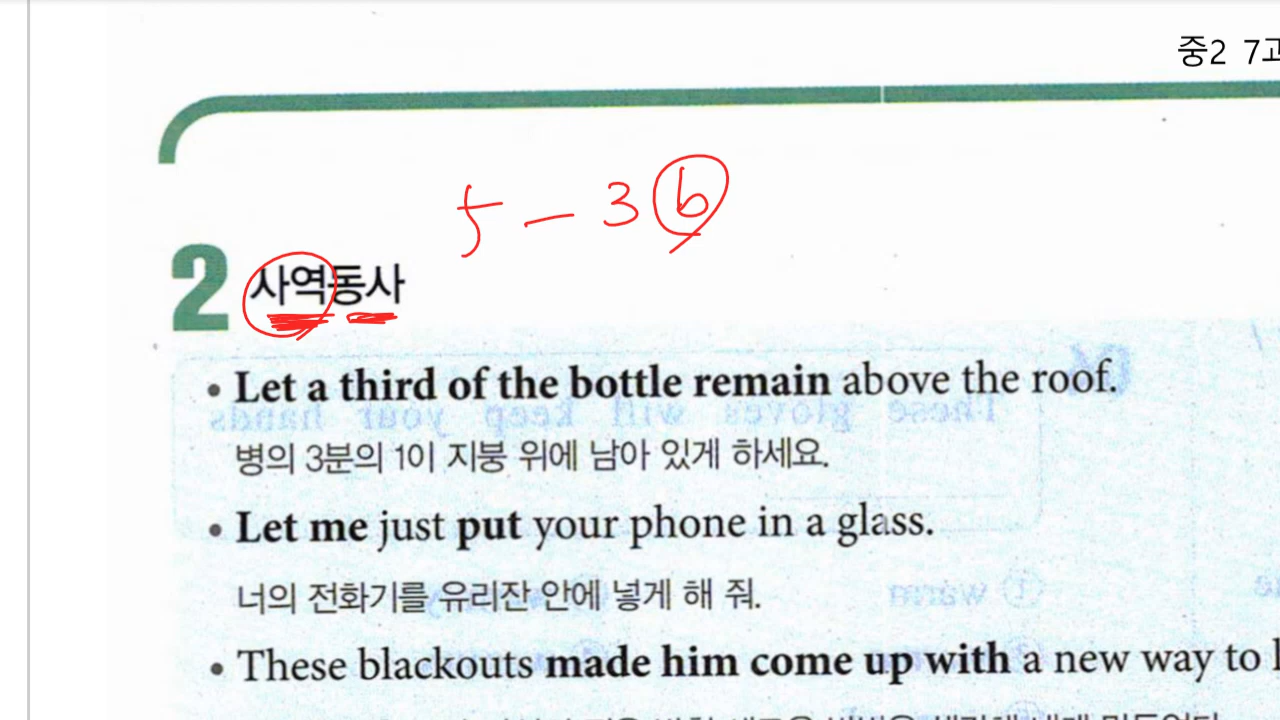 중2 7과
5 - 3 b
2 사역동사
• Let a third of the bottle remain above the roof.
병의 3분의 1이 지붕 위에 남아 있게 하세요.
• Let me just put your phone in a glass.
너의 전화기를 유리잔 안에 넣게 해 줘.
• These blackouts made him come up with a new way to